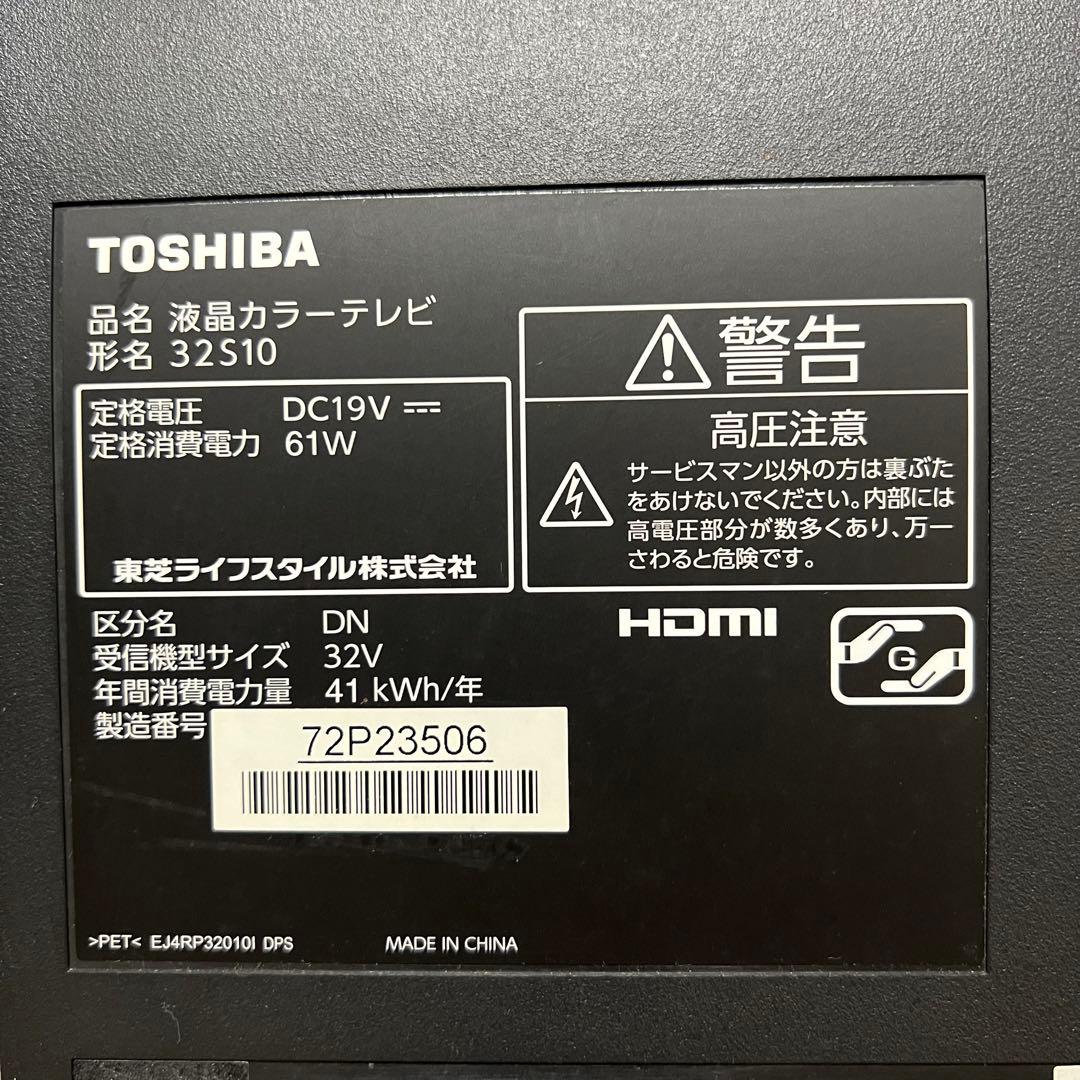 TOSHIBA
品名 液晶カラーテレビ
形名 32S10
定格電圧 DC19V ⎓
定格消費電力 61W
東芝ライフスタイル株式会社
警告
高圧注意
サービスマン以外の方は裏ぶた
をあけないでください。内部には
高電圧部分が数多くあり、万一
さわると危険です。
区分名 DN
受信機型サイズ 32V
年間消費電力量 41 kWh/年
製造番号
72P23506
HDMI
G
>PET< EJ4RP32010I DPS MADE IN CHINA